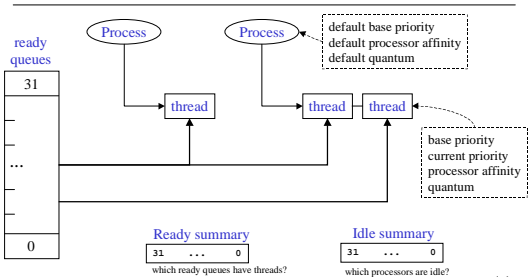 ready
queues
Process
Process
default base priority
default processor affinity
default quantum
31
thread
thread
thread
...
base priority
current priority
processor affinity
quantum
0
Ready summary
31 ... 0
which ready queues have threads?
Idle summary
31 ... 0
which processors are idle?